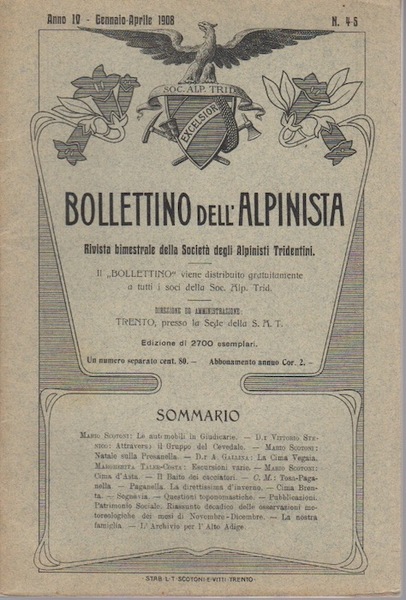 Anno IV - Gennaio-Aprile 1908
N. 4-5
SOC. ALP. TRID.
EXCELSIOR
BOLLETTINO DELL'ALPINISTA
Rivista bimestrale della Società degli Alpinisti Tridentini.
Il „BOLLETTINO" viene distribuito gratuitamente
a tutti i soci della Soc. Alp. Trid.
DIREZIONE ED AMMINISTRAZIONE
TRENTO, presso la Sede della S. A. T.
Edizione di 2700 esemplari.
Un numero separato cent. 80. — Abbonamento annuo Cor. 2. -
SOMMARIO
MARIO SCOTONI: Le automobili in Giudicarie. — D.r VITTORIO STE-
NICO: Attraverso il Gruppo del Cevedale. — MARIO SCOTONI:
Natale sulla Presanella. — D.r A. GALLINA: La Cima Vegaia.
MARGHERITA TALER-COSTA: Escursioni varie. — MARIO SCOTONI:
Cima d'Asta. — Il Baito dei cacciatori. — C. M.: Tosa-Paga-
nella. — Paganella. La direttissima d'inverno. — Cima Bren-
ta. — Segnavia. — Questioni toponomastiche. — Pubblicazioni.
Patrimonio Sociale. Riassunto decadico delle osservazioni me-
teorologiche dei mesi di Novembre-Dicembre. — La nostra
famiglia. — L'Archivio per l'Alto Adige.
STAB. L.T. SCOTONI E VITTI-TRENTO